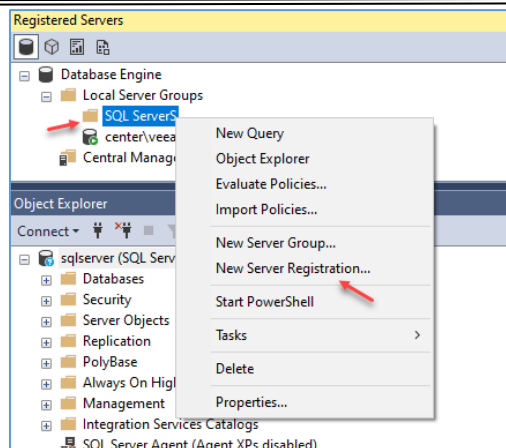 Registered Servers
Database Engine
Local Server Groups
SQL ServerS
center\veea
Central Manage
New Query
Object Explorer
Evaluate Policies...
Import Policies...
New Server Group...
New Server Registration...
Start PowerShell
Tasks
Delete
Properties...
Object Explorer
Connect
sqlserver (SQL Serv
Databases
Security
Server Objects
Replication
PolyBase
Always On High
Management
Integration Services Catalogs
SQL Server Agent (Agent XPs disabled)